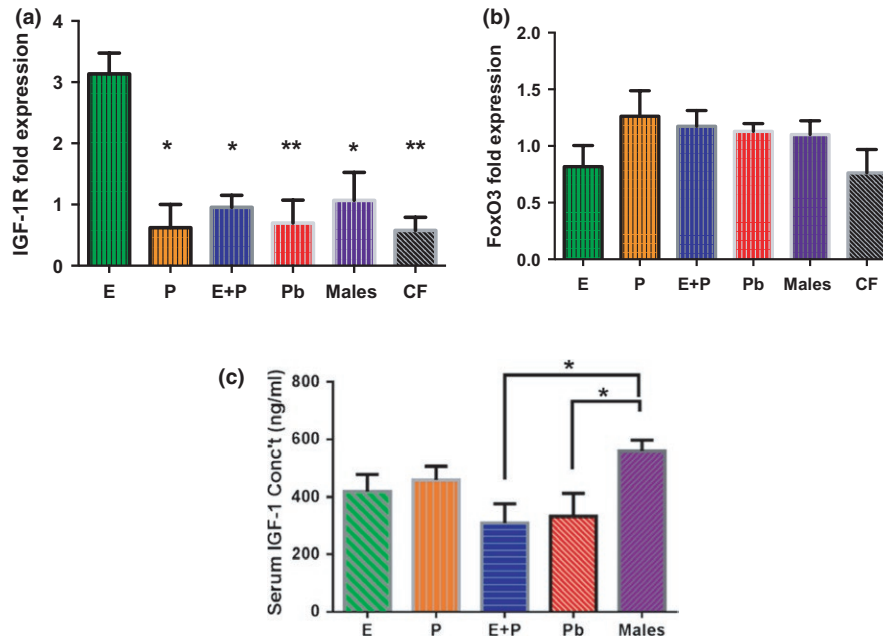 (a)
IGF-1R fold expression
4
3
2
1
0
* * ** * **
E P E+P Pb Males CF
(b)
FoxO3 fold expression
2.0
1.5
1.0
0.5
0.0
E P E+P Pb Males CF
(c)
Serum IGF-1 Conc't (ng/ml)
800
600
400
200
0
*
*
E P E+P Pb Males